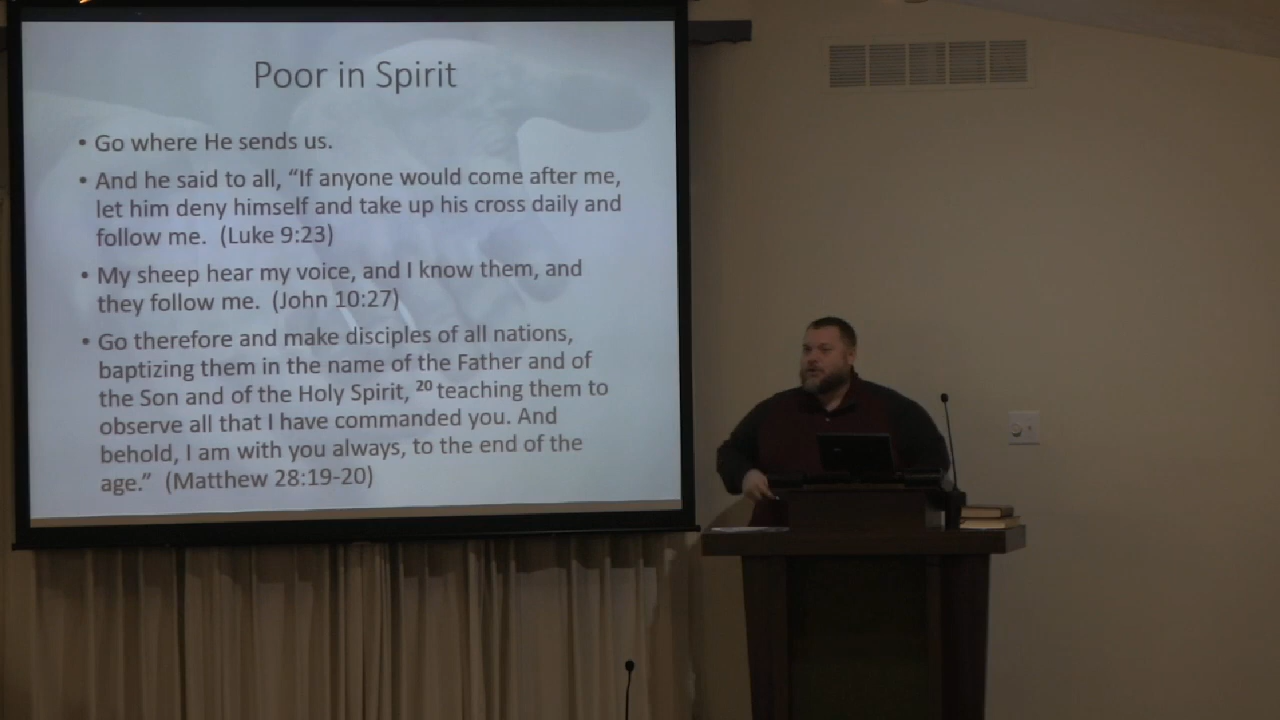 Poor in Spirit
• Go where He sends us.
• And he said to all, “If anyone would come after me,
let him deny himself and take up his cross daily and
follow me. (Luke 9:23)
• My sheep hear my voice, and I know them, and
they follow me. (John 10:27)
• Go therefore and make disciples of all nations,
baptizing them in the name of the Father and of
the Son and of the Holy Spirit, ²⁰ teaching them to
observe all that I have commanded you. And
behold, I am with you always, to the end of the
age.” (Matthew 28:19-20)